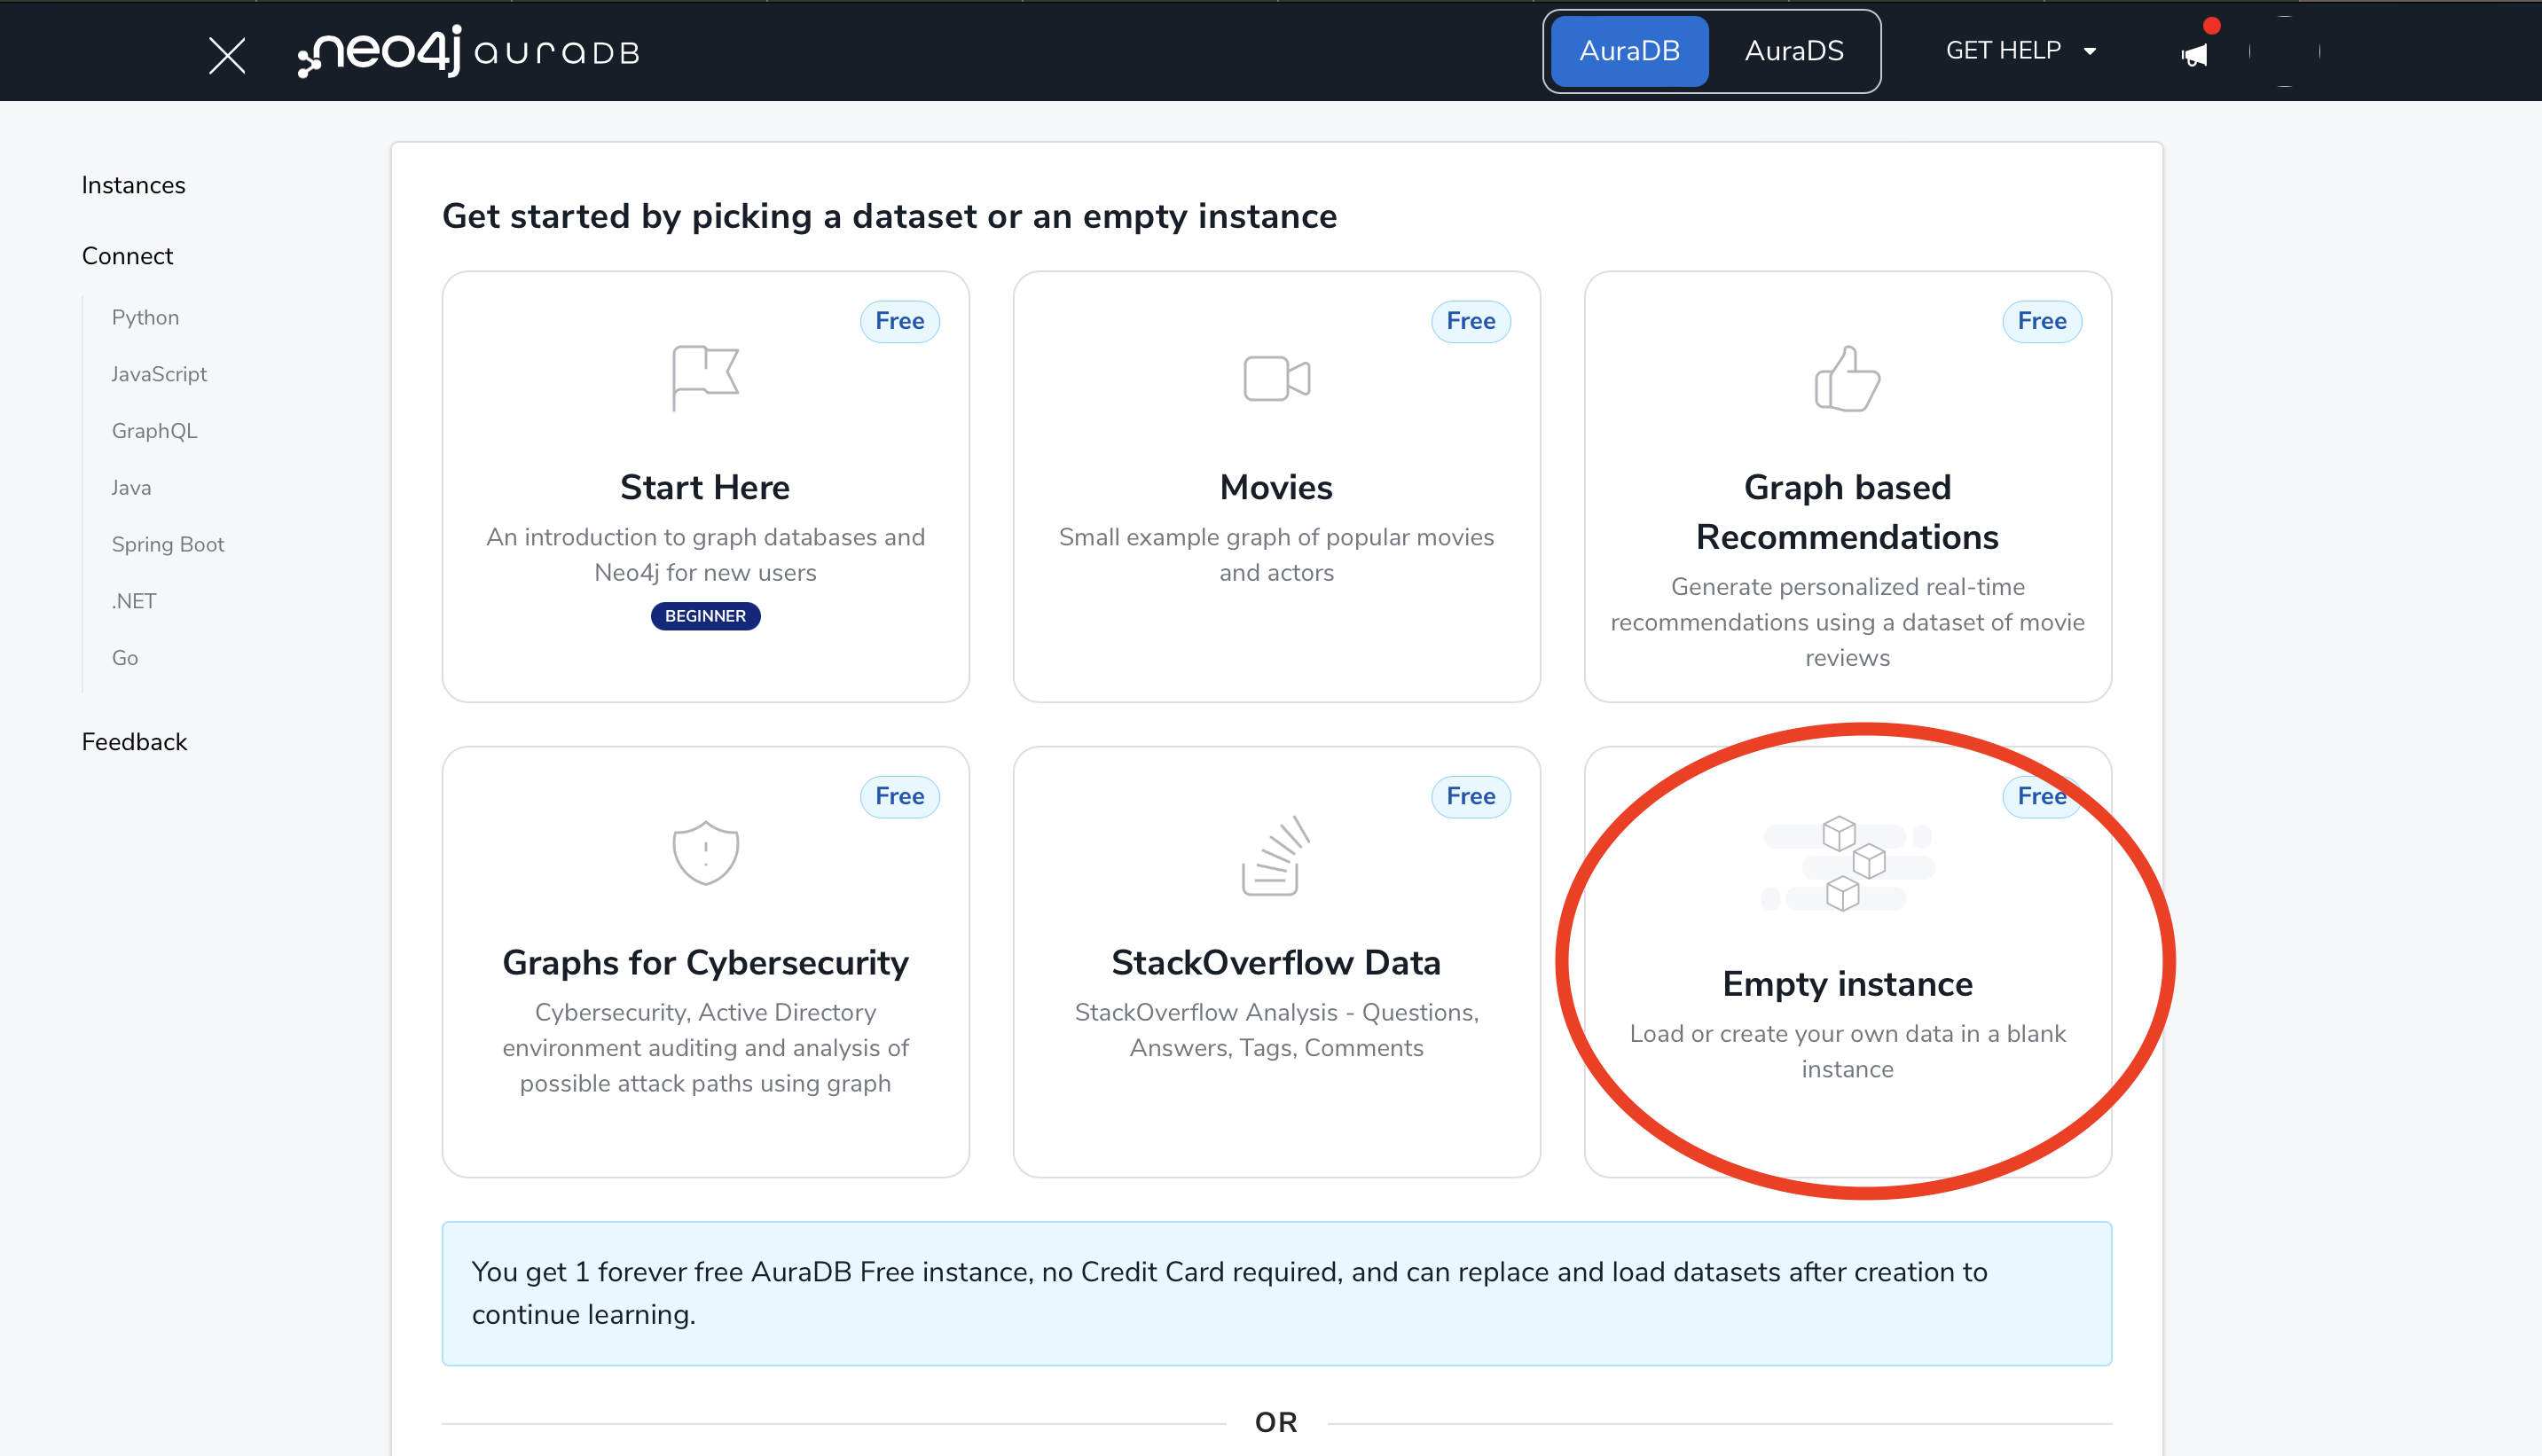 neo4j auraDB
AuraDB
AuraDS
GET HELP
Instances
Connect
Python
JavaScript
GraphQL
Java
Spring Boot
.NET
Go
Feedback
Get started by picking a dataset or an empty instance
Free
Start Here
An introduction to graph databases and
Neo4j for new users
BEGINNER
Free
Movies
Small example graph of popular movies
and actors
Free
Graph based
Recommendations
Generate personalized real-time
recommendations using a dataset of movie
reviews
Free
Graphs for Cybersecurity
Cybersecurity, Active Directory
environment auditing and analysis of
possible attack paths using graph
Free
StackOverflow Data
StackOverflow Analysis - Questions,
Answers, Tags, Comments
Free
Empty instance
Load or create your own data in a blank
instance
You get 1 forever free AuraDB Free instance, no Credit Card required, and can replace and load datasets after creation to
continue learning.
OR